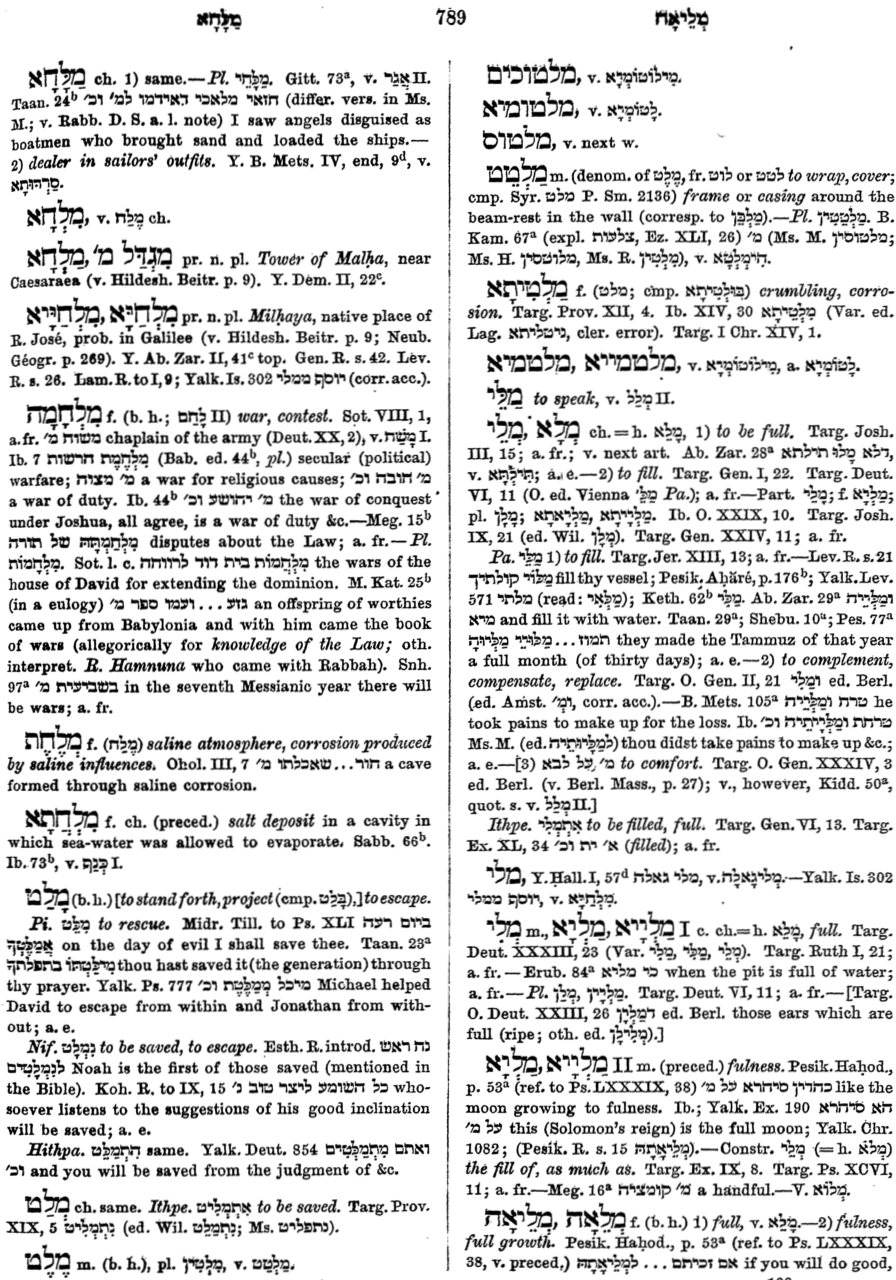 מַלָּחָא 789 מְלֵיאָה
מַלָּחָא ch. 1) same.—Pl. מַלָּחֵי. Gitt. 73ᵃ, v. אֲגַר II.
Taan. 24ᵇ חזאי מלאכי דאידמו למ׳ וכ׳ (differ. vers. in Ms.
M.; v. Rabb. D. S. a. l. note) I saw angels disguised as
boatmen who brought sand and loaded the ships.—
2) dealer in sailors' outfits. Y. B. Mets. IV, end, 9ᵈ, v.
סַרְהוּתָא.
מִלְחָא, v. מֶלַח ch.
מִגְדַּל מ׳, מַלְחָא pr. n. pl. Tower of Malḥa, near
Caesaraea (v. Hildesh. Beitr. p. 9). Y. Dem. II, 22ᶜ.
מִלְחַיָּא, מִלְחַיָּיא pr. n. pl. Milḥaya, native place of
R. José, prob. in Galilee (v. Hildesh. Beitr. p. 9; Neub.
Géogr. p. 269). Y. Ab. Zar. II, 41ᶜ top. Gen. R. s. 42. Lev.
R. s. 26. Lam. R. to I, 9; Yalk. Is. 302 יוסף ממלי (corr. acc.).
מִלְחָמָה f. (b. h.; לָחַם II) war, contest. Sot. VIII, 1,
a. fr. משוח מ׳ chaplain of the army (Deut. XX, 2), v. מָשַׁח I.
Ib. 7 מִלְחֶמֶת הרשות (Bab. ed. 44ᵇ, pl.) secular (political)
warfare; מ׳ מצוה a war for religious causes; מ׳ חובה וכ׳
a war of duty. Ib. 44ᵇ מ׳ יהושע וכ׳ the war of conquest
under Joshua, all agree, is a war of duty &c.—Meg. 15ᵇ
מִלְחַמְתָּהּ של תורה disputes about the Law; a. fr.—Pl.
מִלְחָמוֹת. Sot. l. c. מִלְחֲמוֹת בית דוד לרווחה the wars of the
house of David for extending the dominion. M. Kat. 25ᵇ
(in a eulogy) גזע ... ועמו ספר מ׳ an offspring of worthies
came up from Babylonia and with him came the book
of wars (allegorically for knowledge of the Law; oth.
interpret. R. Hamnuna who came with Rabbah). Snh.
97ᵃ בשביעית מ׳ in the seventh Messianic year there will
be wars; a. fr.
מְלַחַת f. (מֶלַח) saline atmosphere, corrosion produced
by saline influences. Ohol. III, 7 חור ... שאכלתו מ׳ a cave
formed through saline corrosion.
מִלְחֲתָא f. ch. (preced.) salt deposit in a cavity in
which sea-water was allowed to evaporate. Sabb. 66ᵇ.
Ib. 73ᵇ, v. כְּנַף I.
מָלַט (b. h.) [to stand forth, project (cmp. בָּלַט),] to escape.
Pi. מִלֵּט to rescue. Midr. Till. to Ps. XLI ביום רעה
אֲמַלֶּטְךָ on the day of evil I shall save thee. Taan. 23ᵃ
מִילַּטְתּוֹ בתפלתך thou hast saved it (the generation) through
thy prayer. Yalk. Ps. 777 מיכל מְמַלֶּטֶת וכ׳ Michael helped
David to escape from within and Jonathan from with-
out; a. e.
Nif. נִמְלַט to be saved, to escape. Esth. R. introd. נח ראש
לנִמְלָטִים Noah is the first of those saved (mentioned in
the Bible). Koh. R. to IX, 15 כל השומע ליצר טוב נ׳ who-
soever listens to the suggestions of his good inclination
will be saved; a. e.
Hithpa. הִתְמַלֵּט same. Yalk. Deut. 854 ואתם מִתְמַלְּטִים
וכ׳ and you will be saved from the judgment of &c.
מְלַט ch. same. Ithpe. אִתְמְלִיט to be saved. Targ. Prov.
XIX, 5 נִתְמְלִיט (ed. Wil. נִתְמַלֵּט; Ms. נתפליט).
מֶלֶט m. (b. h.), pl. מְלָטִין, v. מַלְטֵט.
מלטוכים, v. מִילוֹטוֹמְיָא.
מלטומיא, v. לָטוֹמְיָא.
מלטוס, v. next w.
מַלְטֵט m. (denom. of מֶלֶט, fr. לוט or לטט to wrap, cover;
cmp. Syr. מלט P. Sm. 2136) frame or casing around the
beam-rest in the wall (corresp. to מַלְבֵּן).—Pl. מַלְטֵטִין. B.
Kam. 67ᵃ (expl. צלעות, Ez. XLI, 26) מ׳ (Ms. M. מלטוסין;
Ms. H. מלוטסין, Ms. R. מְלָטִין), v. הִימַלְטָא.
מַלְטִיתָא f. (מלט; cmp. בּוּלְטִיתָא) crumbling, corro-
sion. Targ. Prov. XII, 4. Ib. XIV, 30 מַלְטֵיתָא (Var. ed.
Lag. ניטליתא, cler. error). Targ. I Chr. XIV, 1.
מלטמייא, מלטמיא, v. מִילוֹטוֹמְיָא, a. לָטוֹמְיָא.
מַלֵּי to speak, v. מְלַל II.
מְלָא, מְלֵי ch.=h. מָלֵא, 1) to be full. Targ. Josh.
III, 15; a. fr.; v. next art. Ab. Zar. 28ᵃ דלא מָלוּ תילתא,
v. תִּילְתָּא; a. e.—2) to fill. Targ. Gen. I, 22. Targ. Deut.
VI, 11 (O. ed. Vienna מַלֵּי Pa.); a. fr.—Part. מָלֵי; f. מָלְיָא;
pl. מָלַן; מָלְיָיתָא, מָלְיָאתָא. Ib. O. XXIX, 10. Targ. Josh.
IX, 21 (ed. Wil. מָלַן). Targ. Gen. XXIV, 11; a. fr.
Pa. מַלֵּי 1) to fill. Targ. Jer. XIII, 13; a. fr.—Lev. R. s. 21
מַלּוֹי קולתיך fill thy vessel; Pesik. Aḥăré, p. 176ᵇ; Yalk. Lev.
571 מלתי (read: מַלְּאִי); Keth. 62ᵇ מַלֵּי. Ab. Zar. 29ᵃ ומַלְּיֵיה
מיא and fill it with water. Taan. 29ᵃ; Shebu. 10ᵃ; Pes. 77ᵃ
תמוז ... מַלּוּיֵי מַלְּיוּהָ they made the Tammuz of that year
a full month (of thirty days); a. e.—2) to complement,
compensate, replace. Targ. O. Gen. II, 21 ומַלִּי ed. Berl.
(ed. Amst. וּמְ׳, corr. acc.).—B. Mets. 105ᵃ טרח ומַלְּיֵיה he
took pains to make up for the loss. Ib. טרחת ומַלֵּיתֵיה וכ׳
Ms. M. (ed. לְמַלְּיוּתֵיה) thou didst take pains to make up &c.;
a. e.—[3) מ׳ על לבא to comfort. Targ. O. Gen. XXXIV, 3
ed. Berl. (v. Berl. Mass., p. 27); v., however, Kidd. 50ᵃ,
quot. s. v. מְלַל II.]
Ithpe. אִתְמְלִי to be filled, full. Targ. Gen. VI, 13. Targ.
Ex. XL, 34 א׳ ית וכ׳ (filled); a. fr.
מלי, Y. Ḥall. I, 57ᵈ מלי גאלה, v. מְלִיגָאלָה.—Yalk. Is. 302
יוסף ממלי, v. מִלְחַיָּא.
מְלֵי m., מַלְיָא, מַלְיָיא I c. ch.=h. מָלֵא, full. Targ.
Deut. XXXIII, 23 (Var. מְלֵי, מַלֵּי, מָלֵי). Targ. Ruth I, 21;
a. fr.—Erub. 84ᵃ כי מליא when the pit is full of water;
a. fr.—Pl. מְלַיִין, מְלַן. Targ. Deut. VI, 11; a. fr.—[Targ.
O. Deut. XXIII, 26 דמַלְיָן ed. Berl. those ears which are
full (ripe; oth. ed. מְלִילָן).]
מַלְיָא, מַלְיָיא II m. (preced.) fulness. Pesik. Haḥod.,
p. 53ᵃ (ref. to Ps. LXXXIX, 38) כהדין סיהרא על מ׳ like the
moon growing to fulness. Ib.; Yalk. Ex. 190 הא סיהרא
על מ׳ this (Solomon's reign) is the full moon; Yalk. Chr.
1082; (Pesik. R. s. 15 מְלֵיאָתָהּ).—Constr. מְלֵי (=h. מְלֹא)
the fill of, as much as. Targ. Ex. IX, 8. Targ. Ps. XCVI,
11; a. fr.—Meg. 16ᵃ מ׳ קומציה a handful.—V. מְלוֹא.
מְלֵאָה, מְלֵיאָה f. (b. h.) 1) full, v. מָלֵא.—2) fulness,
full growth. Pesik. Haḥod., p. 53ᵃ (ref. to Ps. LXXXIX,
38, v. preced.) אם זכיתם ... למְלֵיאָתָהּ if you will do good,